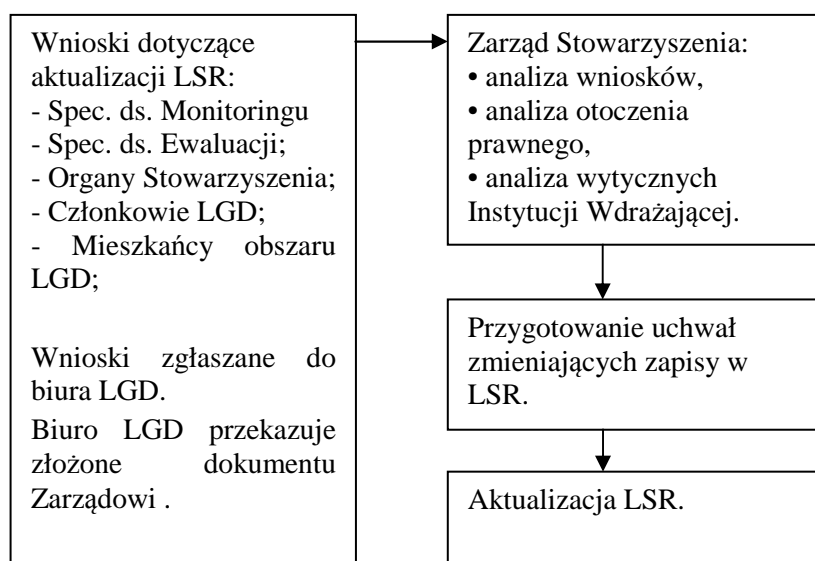 Wnioski dotyczące
aktualizacji LSR:
- Spec. ds. Monitoringu
- Spec. ds. Ewaluacji;
- Organy Stowarzyszenia;
- Członkowie LGD;
- Mieszkańcy obszaru
LGD;
Wnioski zgłaszane do
biura LGD.
Biuro LGD przekazuje
złożone dokumentu
Zarządowi .
Zarząd Stowarzyszenia:
• analiza wniosków,
• analiza otoczenia
prawnego,
• analiza wytycznych
Instytucji Wdrażającej.
Przygotowanie uchwał
zmieniających zapisy w
LSR.
Aktualizacja LSR.